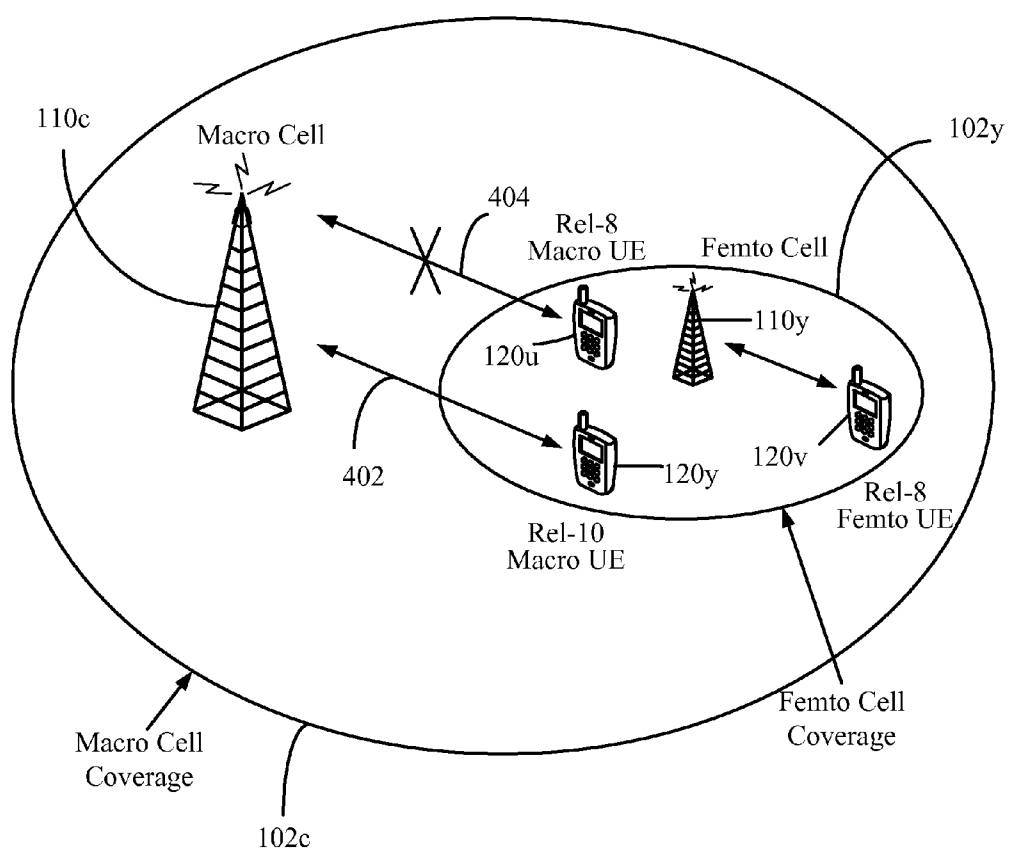 110c
Macro Cell
102y
404
Rel-8
Macro UE
Femto Cell
110y
120u
120v
402
120y
Rel-8
Femto UE
Rel-10
Macro UE
Femto Cell
Coverage
Macro Cell
Coverage
102c